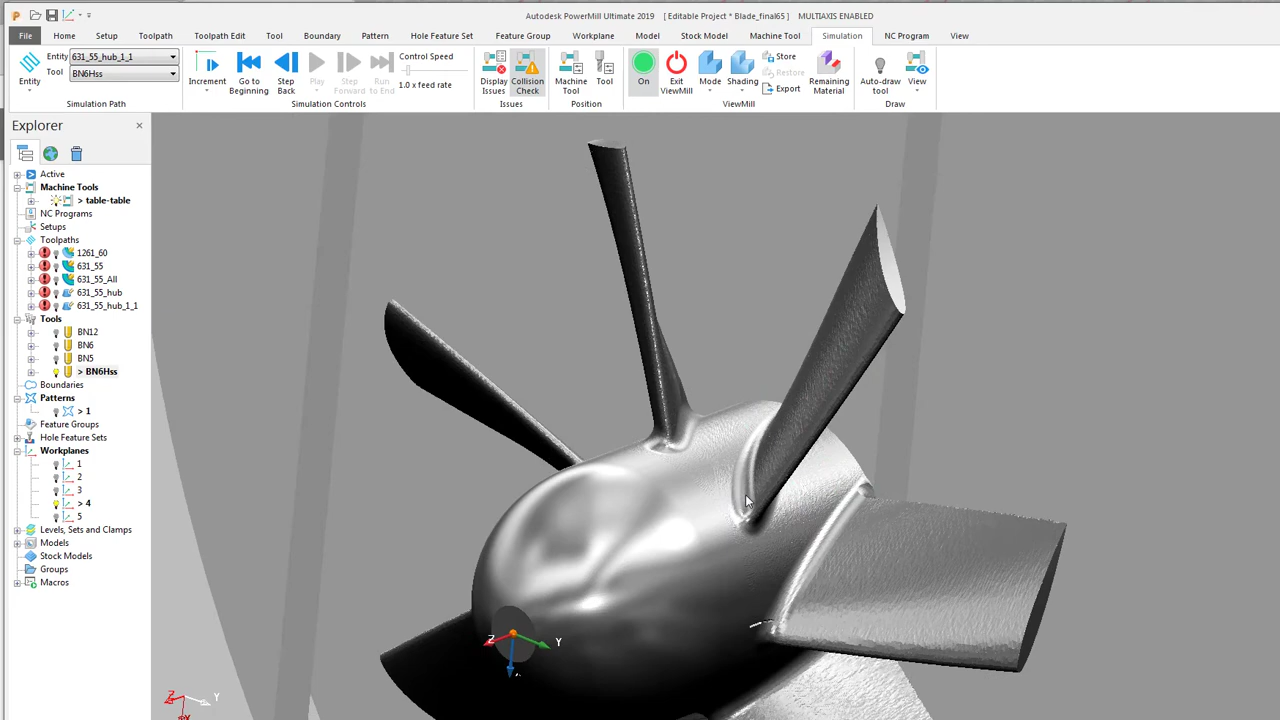 Autodesk PowerMill Ultimate 2019 [ Editable Project * Blade_final65 ] MULTIAXIS ENABLED
File Home Setup Toolpath Toolpath Edit Tool Boundary Pattern Hole Feature Set Feature Group Workplane Model Stock Model Machine Tool Simulation NC Program View
Entity 631_55_hub_1_1
Tool BN6Hss
Entity
Simulation Path
Increment Go to Beginning Step Back Play Step Forward Run to End
Control Speed
1.0 x feed rate
Simulation Controls
Display Issues Collision Check
Issues
Machine Tool Tool
Position
On Exit ViewMill Mode Shading
Store
Restore
Export
Remaining Material
ViewMill
Auto-draw tool View
Draw
Explorer
Active
Machine Tools
> table-table
NC Programs
Setups
Toolpaths
1261_60
631_55
631_55_All
631_55_hub
631_55_hub_1_1
Tools
BN12
BN6
BN5
> BN6Hss
Boundaries
Patterns
> 1
Feature Groups
Hole Feature Sets
Workplanes
1
2
3
> 4
5
Levels, Sets and Clamps
Models
Stock Models
Groups
Macros
Z Y
Z Y
X